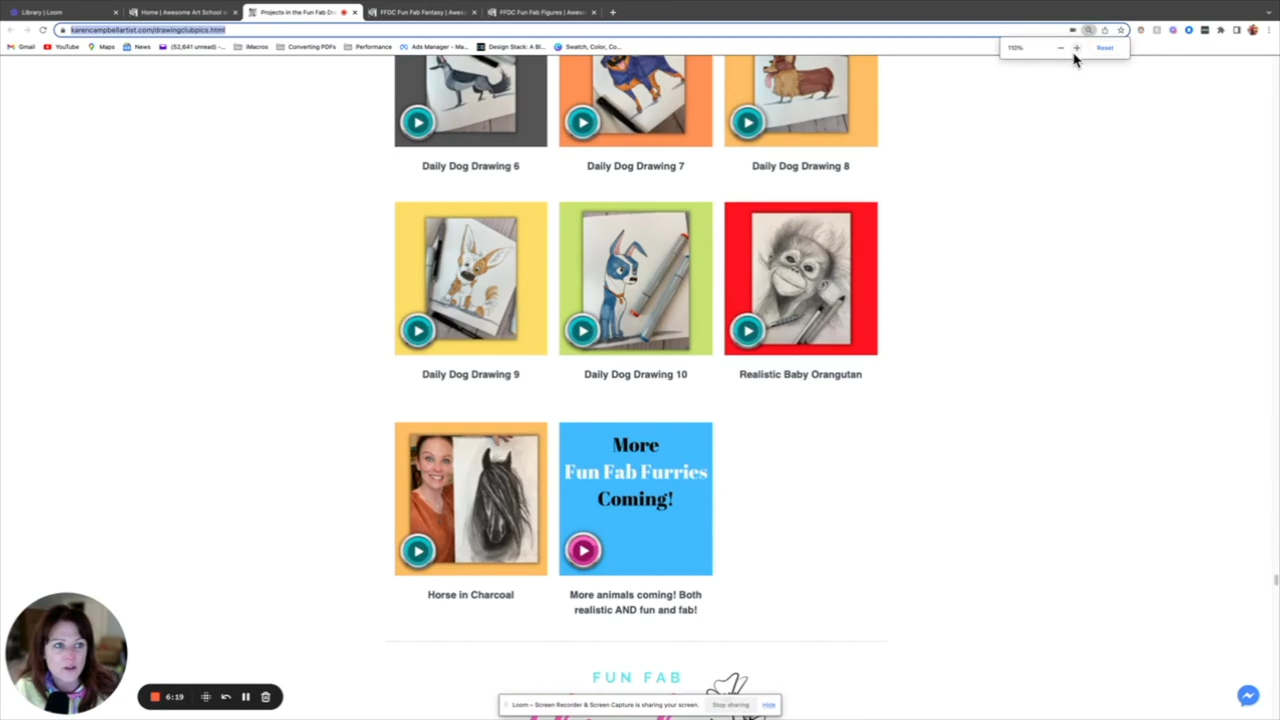 Library | Loom
Home | Awesome Art School w
Projects in the Fun Fab Dr
FFDC Fun Fab Fantasy | Awes
FFDC Fun Fab Figures | Awes
karencampbellartist.com/drawingclubpics.html
Gmail YouTube Maps News (52,641 unread) - ... iMacros Converting PDFs Performance Ads Manager - Ma... Design Stack: A Bl... Swatch, Color, Co...
110% − + Reset
Daily Dog Drawing 6
Daily Dog Drawing 7
Daily Dog Drawing 8
Daily Dog Drawing 9
Daily Dog Drawing 10
Realistic Baby Orangutan
More
Fun Fab Furries
Coming!
Horse in Charcoal
More animals coming! Both
realistic AND fun and fab!
FUN FAB
6:19
Loom – Screen Recorder & Screen Capture is sharing your screen. Stop sharing Hide